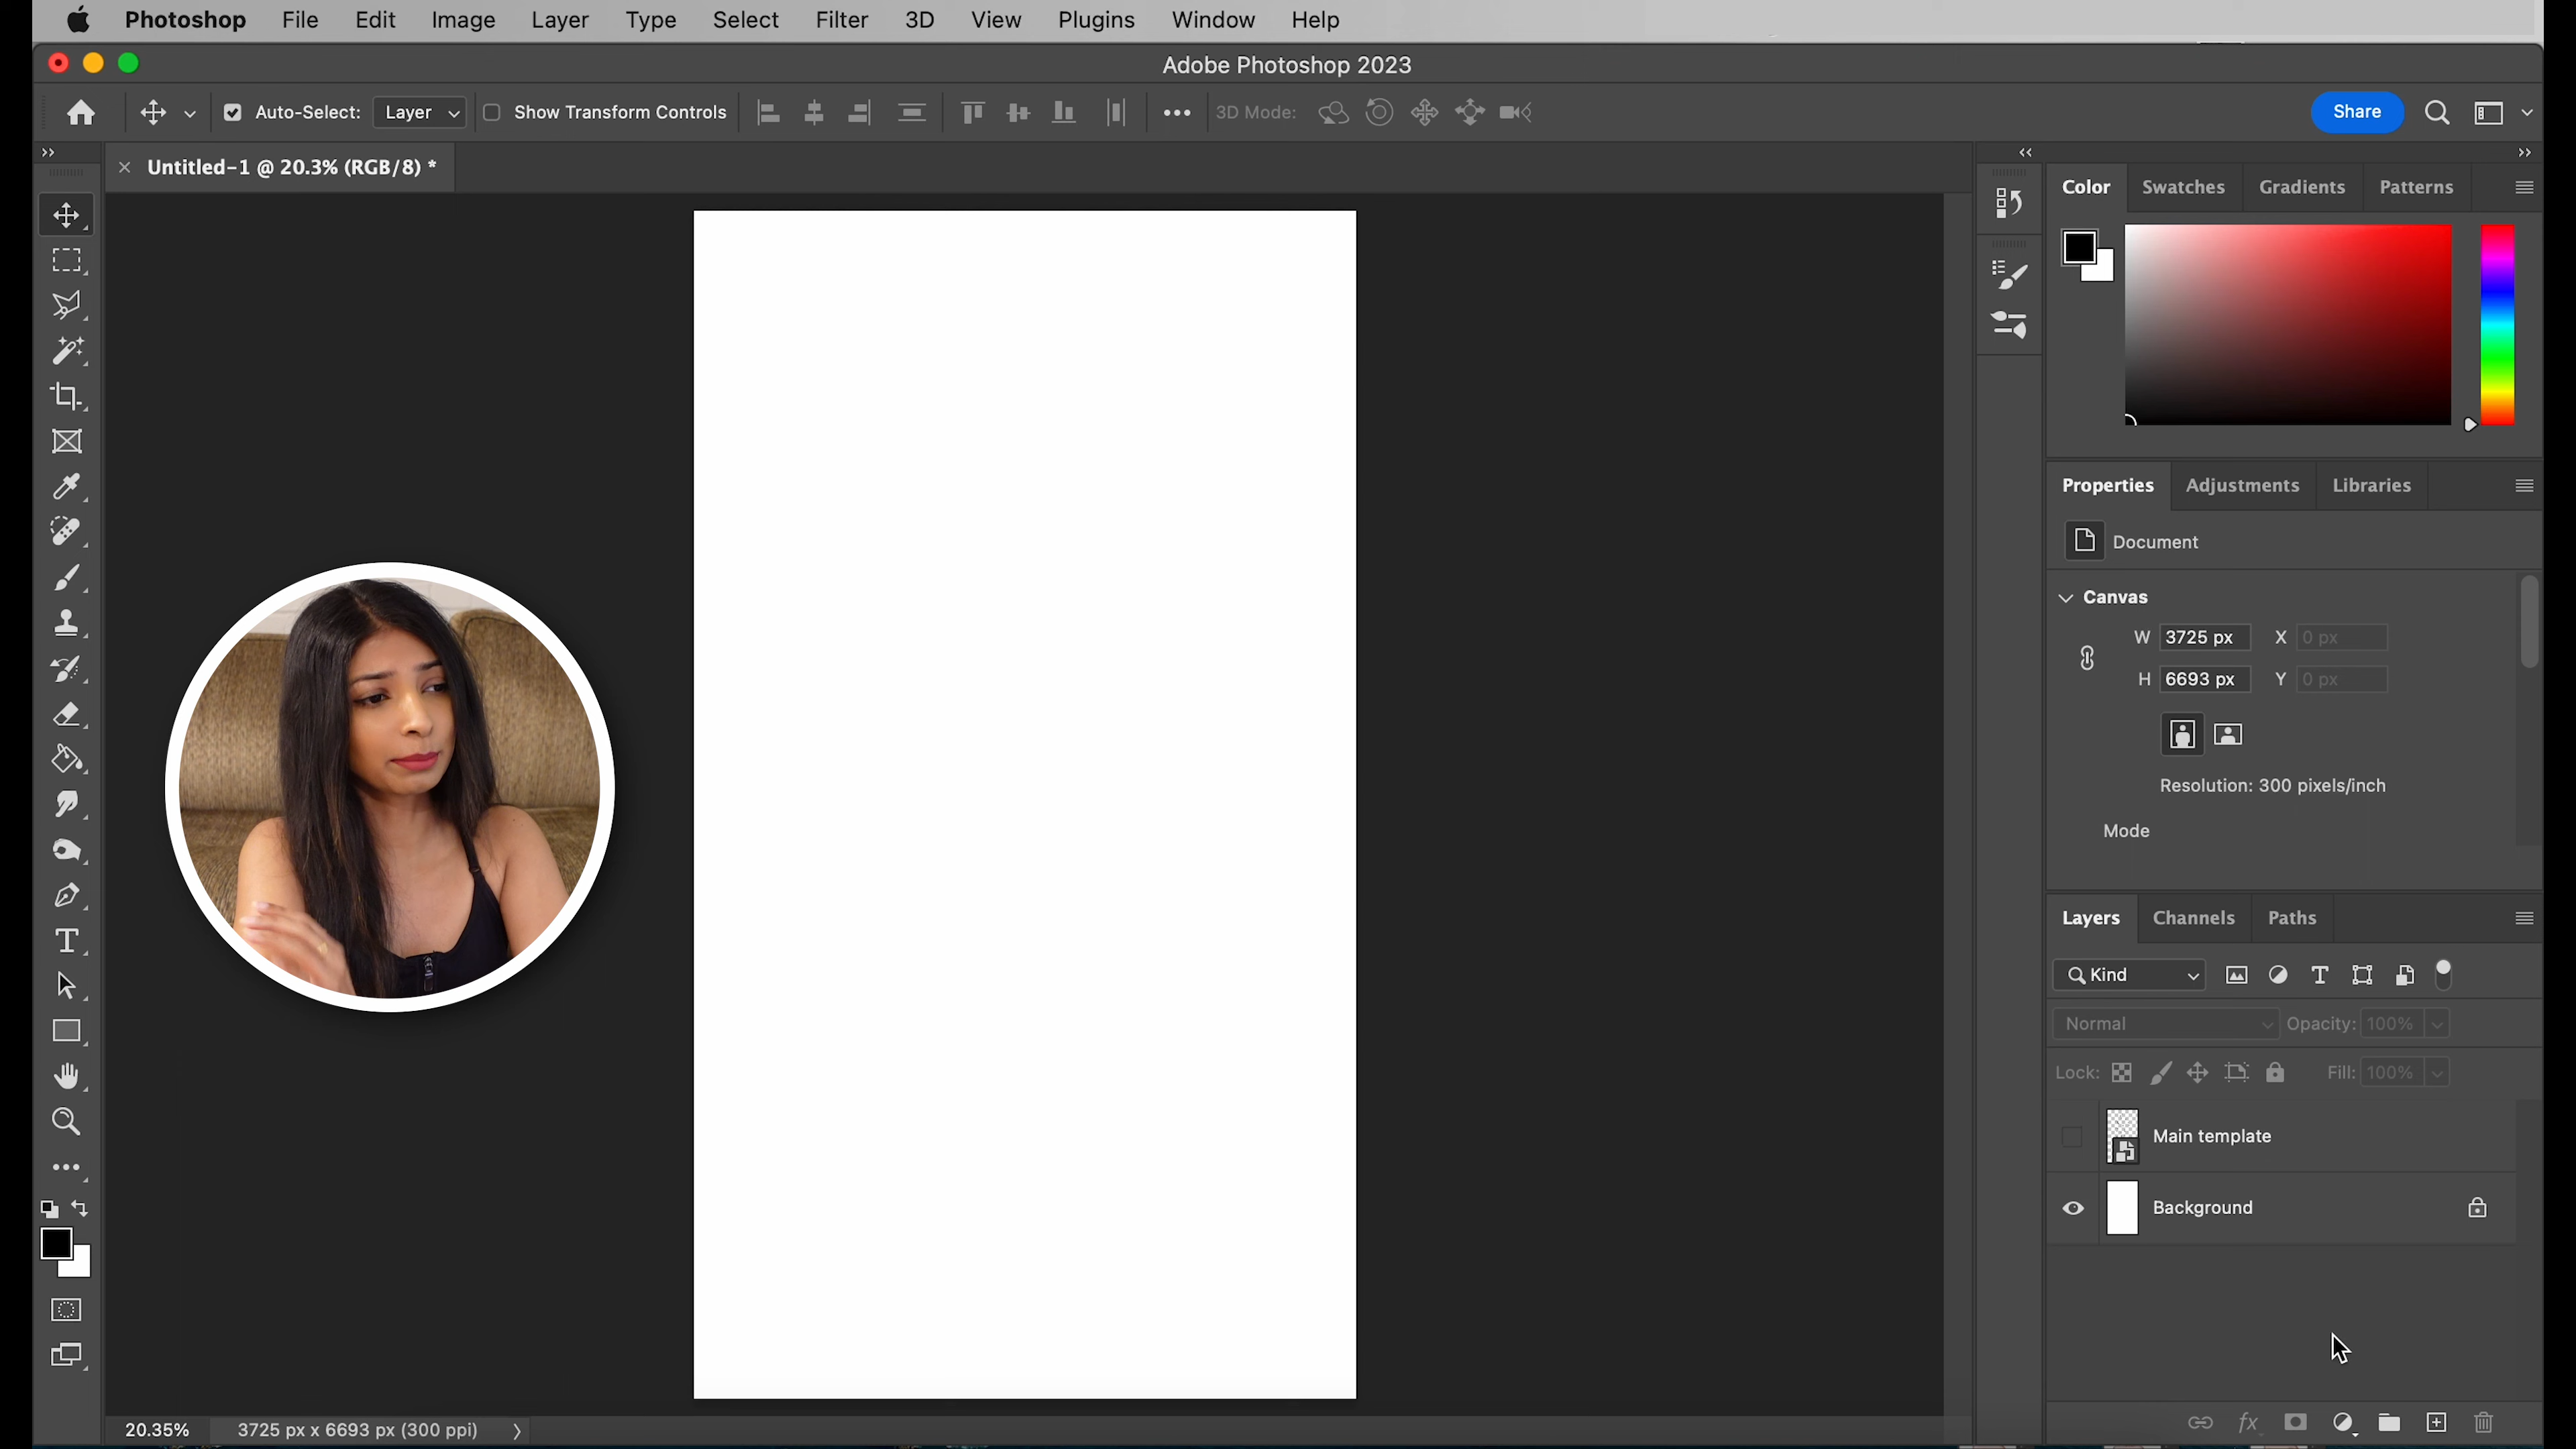 Photoshop File Edit Image Layer Type Select Filter 3D View Plugins Window Help
Adobe Photoshop 2023
Auto-Select: Layer Show Transform Controls 3D Mode: Share
Untitled-1 @ 20.3% (RGB/8) *
Color Swatches Gradients Patterns
Properties Adjustments Libraries
Document
Canvas
W 3725 px X 0 px
H 6693 px Y 0 px
Resolution: 300 pixels/inch
Mode
Layers Channels Paths
Kind
Normal Opacity: 100%
Lock: Fill: 100%
Main template
Background
20.35% 3725 px x 6693 px (300 ppi)
fx